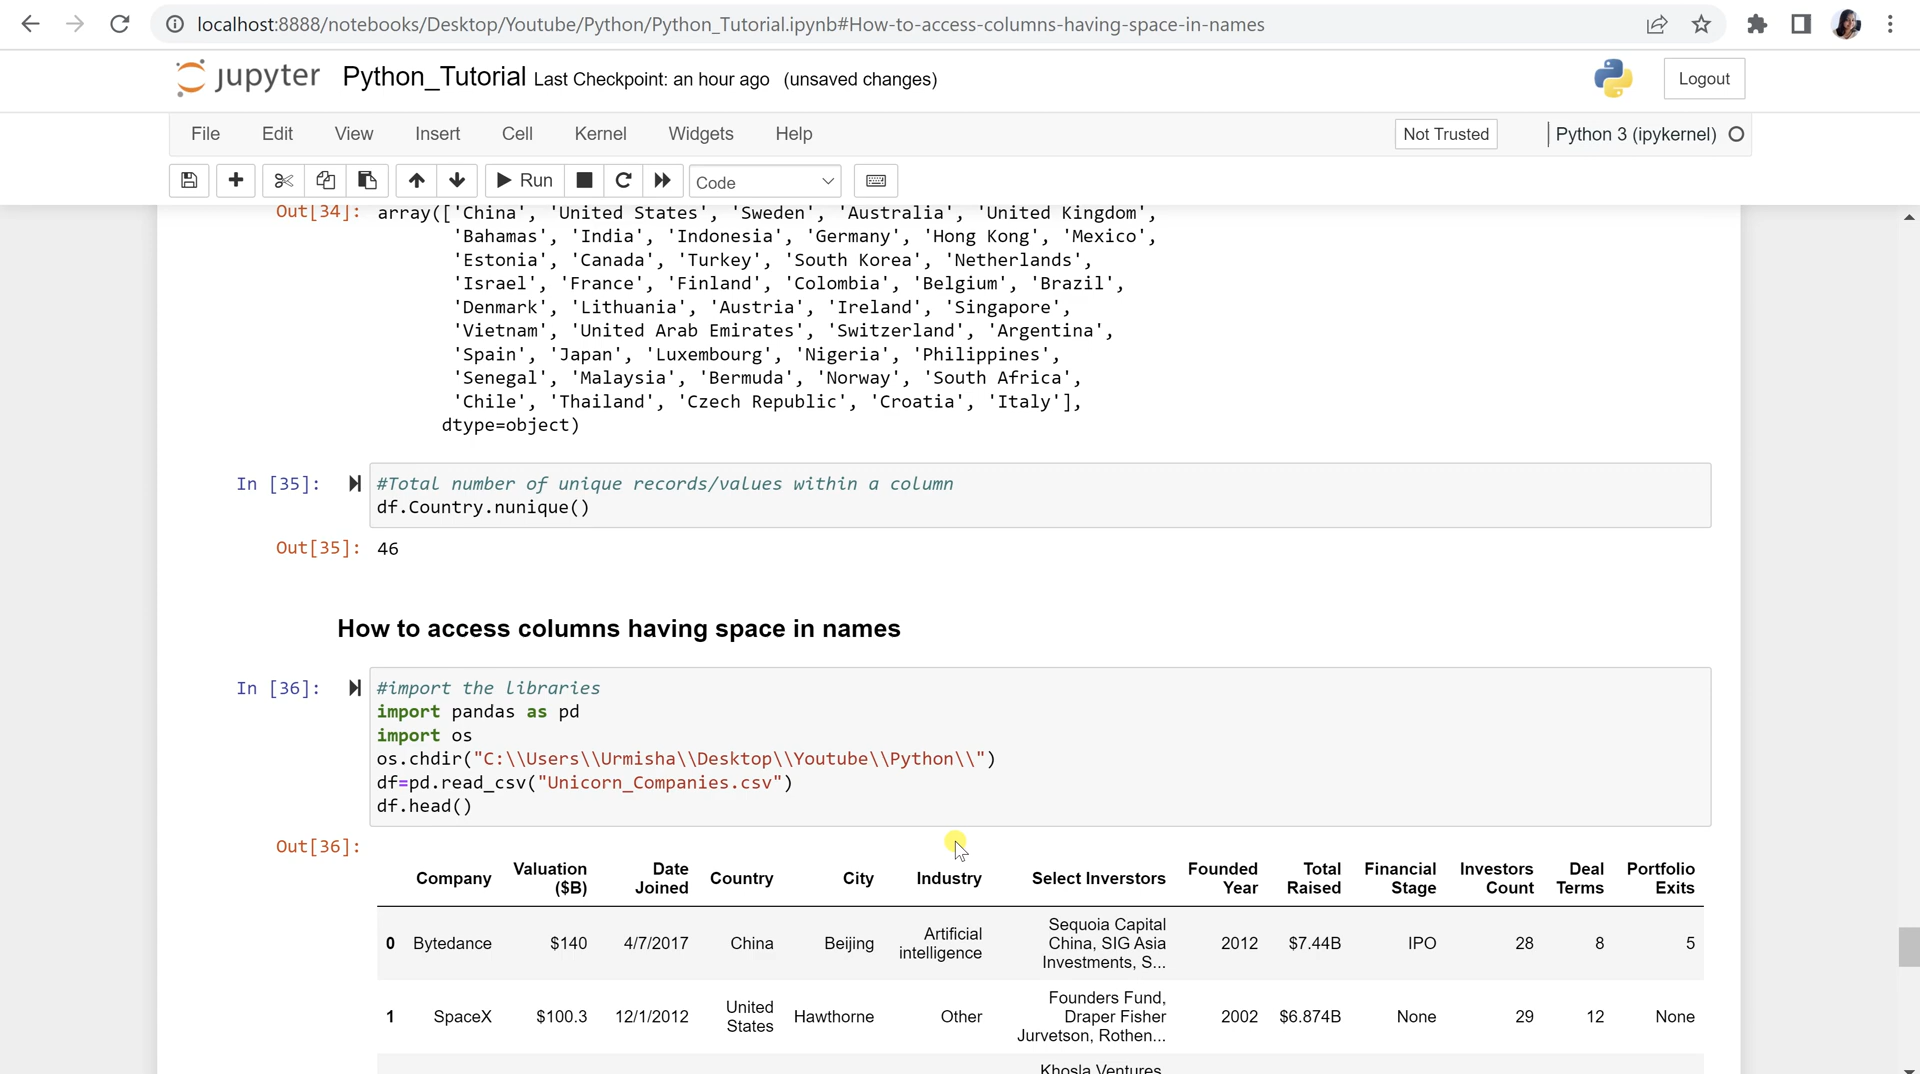 localhost:8888/notebooks/Desktop/Youtube/Python/Python_Tutorial.ipynb#How-to-access-columns-having-space-in-names
jupyter Python_Tutorial Last Checkpoint: an hour ago (unsaved changes)
Logout
File Edit View Insert Cell Kernel Widgets Help
Not Trusted
Python 3 (ipykernel)
Run
Code
Out[34]: array(['China', 'United States', 'Sweden', 'Australia', 'United Kingdom',
'Bahamas', 'India', 'Indonesia', 'Germany', 'Hong Kong', 'Mexico',
'Estonia', 'Canada', 'Turkey', 'South Korea', 'Netherlands',
'Israel', 'France', 'Finland', 'Colombia', 'Belgium', 'Brazil',
'Denmark', 'Lithuania', 'Austria', 'Ireland', 'Singapore',
'Vietnam', 'United Arab Emirates', 'Switzerland', 'Argentina',
'Spain', 'Japan', 'Luxembourg', 'Nigeria', 'Philippines',
'Senegal', 'Malaysia', 'Bermuda', 'Norway', 'South Africa',
'Chile', 'Thailand', 'Czech Republic', 'Croatia', 'Italy'],
dtype=object)
In [35]: #Total number of unique records/values within a column
df.Country.nunique()
Out[35]: 46
How to access columns having space in names
In [36]: #import the libraries
import pandas as pd
import os
os.chdir("C:\\Users\\Urmisha\\Desktop\\Youtube\\Python\\")
df=pd.read_csv("Unicorn_Companies.csv")
df.head()
Out[36]:
Company Valuation ($B) Date Joined Country City Industry Select Inverstors Founded Year Total Raised Financial Stage Investors Count Deal Terms Portfolio Exits
0 Bytedance $140 4/7/2017 China Beijing Artificial intelligence Sequoia Capital China, SIG Asia Investments, S... 2012 $7.44B IPO 28 8 5
1 SpaceX $100.3 12/1/2012 United States Hawthorne Other Founders Fund, Draper Fisher Jurvetson, Rothen... 2002 $6.874B None 29 12 None
Khosla Ventures,